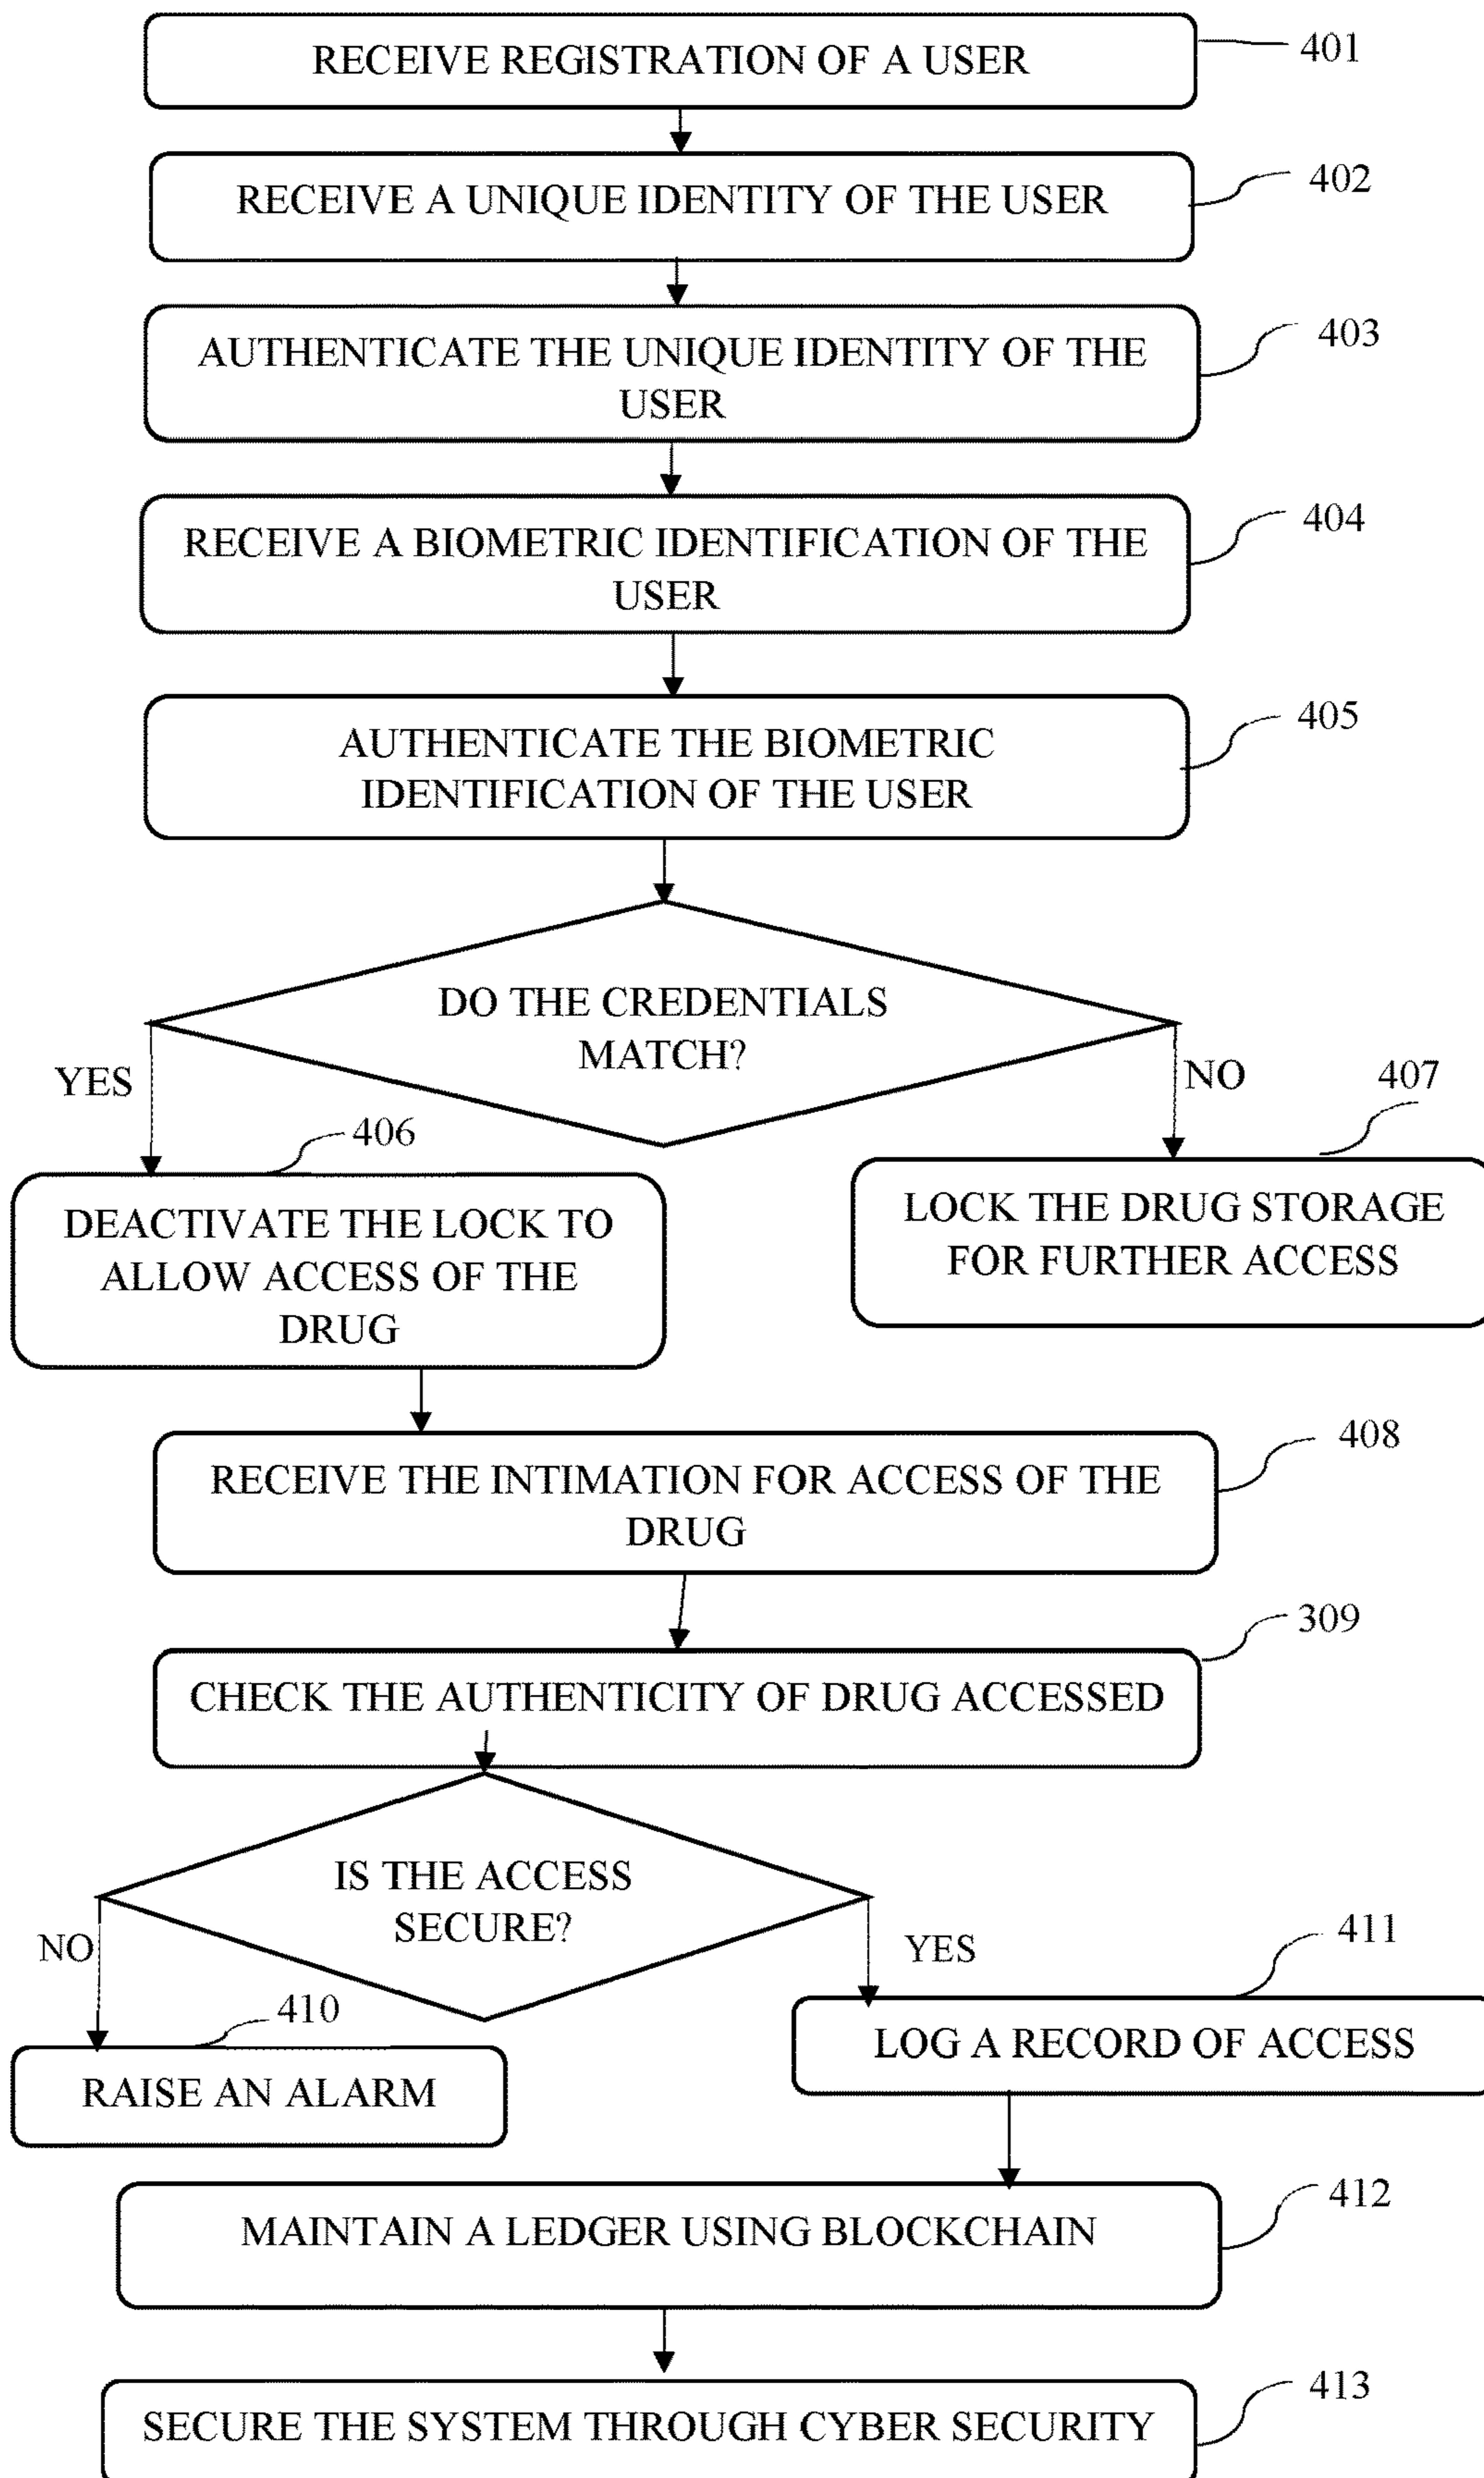 RECEIVE REGISTRATION OF A USER
401
RECEIVE A UNIQUE IDENTITY OF THE USER
402
AUTHENTICATE THE UNIQUE IDENTITY OF THE
USER
403
RECEIVE A BIOMETRIC IDENTIFICATION OF THE
USER
404
AUTHENTICATE THE BIOMETRIC
IDENTIFICATION OF THE USER
405
DO THE CREDENTIALS
MATCH?
YES
NO
406
DEACTIVATE THE LOCK TO
ALLOW ACCESS OF THE
DRUG
407
LOCK THE DRUG STORAGE
FOR FURTHER ACCESS
RECEIVE THE INTIMATION FOR ACCESS OF THE
DRUG
408
CHECK THE AUTHENTICITY OF DRUG ACCESSED
309
IS THE ACCESS
SECURE?
NO
YES
410
RAISE AN ALARM
411
LOG A RECORD OF ACCESS
MAINTAIN A LEDGER USING BLOCKCHAIN
412
SECURE THE SYSTEM THROUGH CYBER SECURITY
413